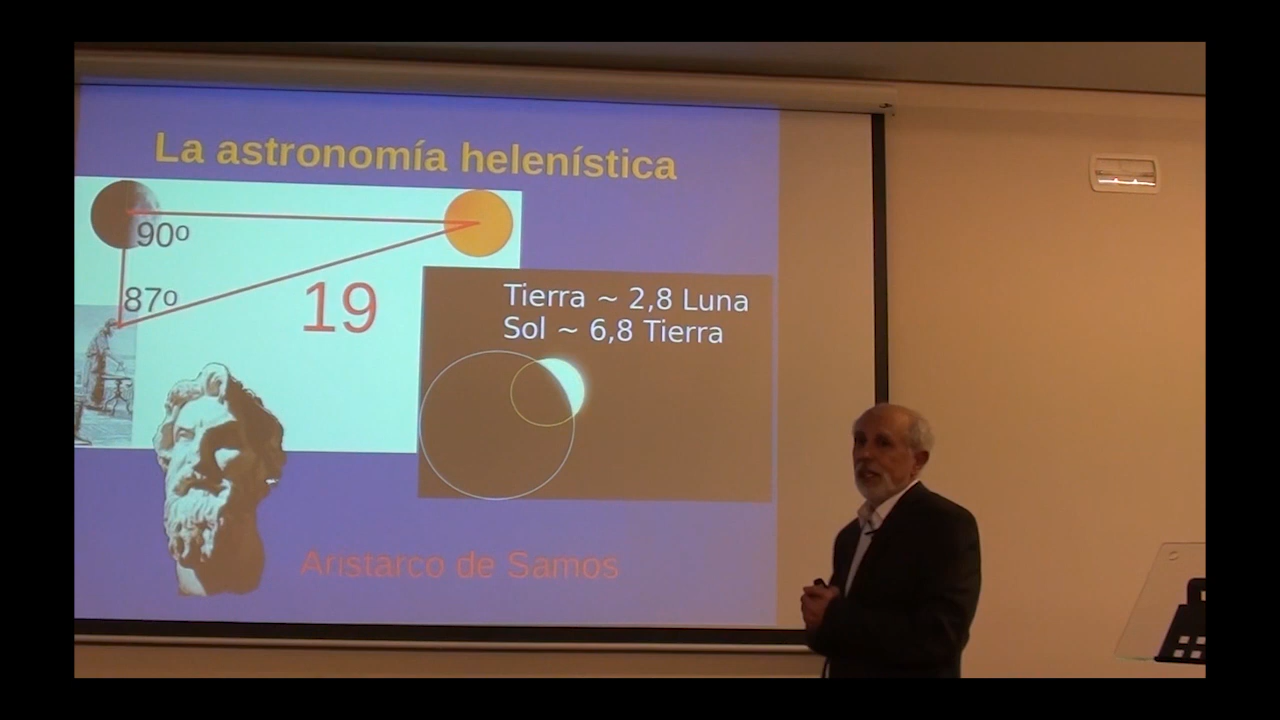 La astronomía helenística
90º
87º
19
Tierra ~ 2,8 Luna
Sol ~ 6,8 Tierra
Aristarco de Samos